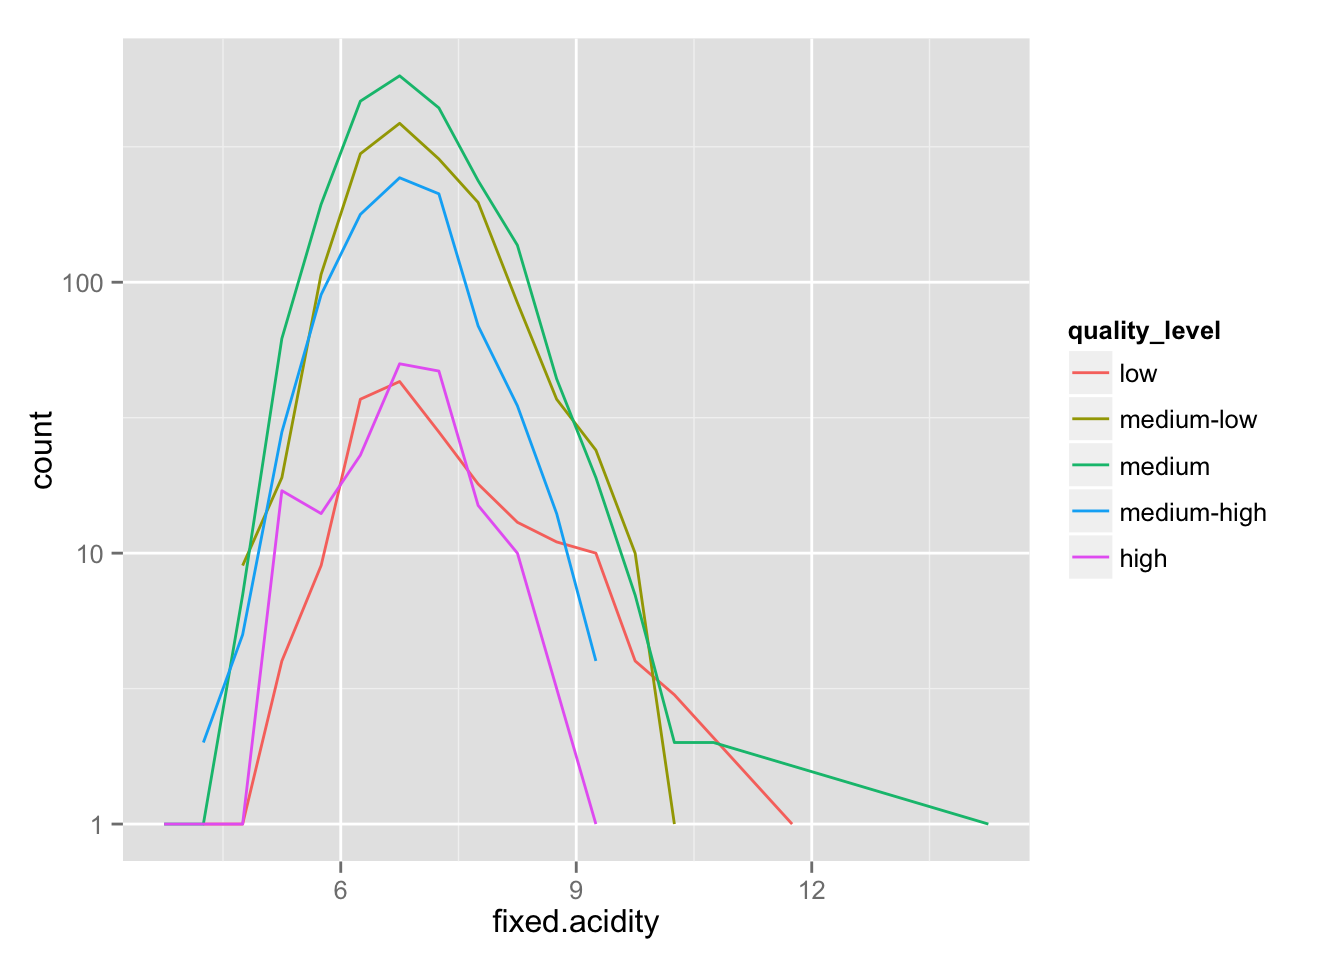 100
10
1
6
9
12
fixed.acidity
count
quality_level
low
medium-low
medium
medium-high
high